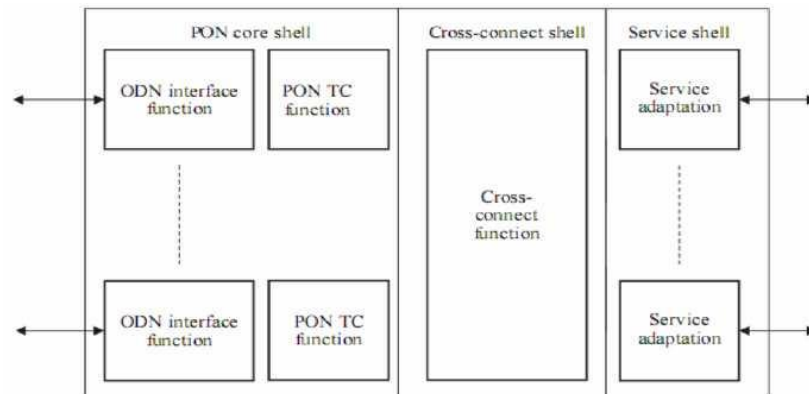 PON core shell
Cross-connect shell
Service shell
ODN interface
function
PON TC
function
Service
adaptation
Cross-
connect
function
ODN interface
function
PON TC
function
Service
adaptation